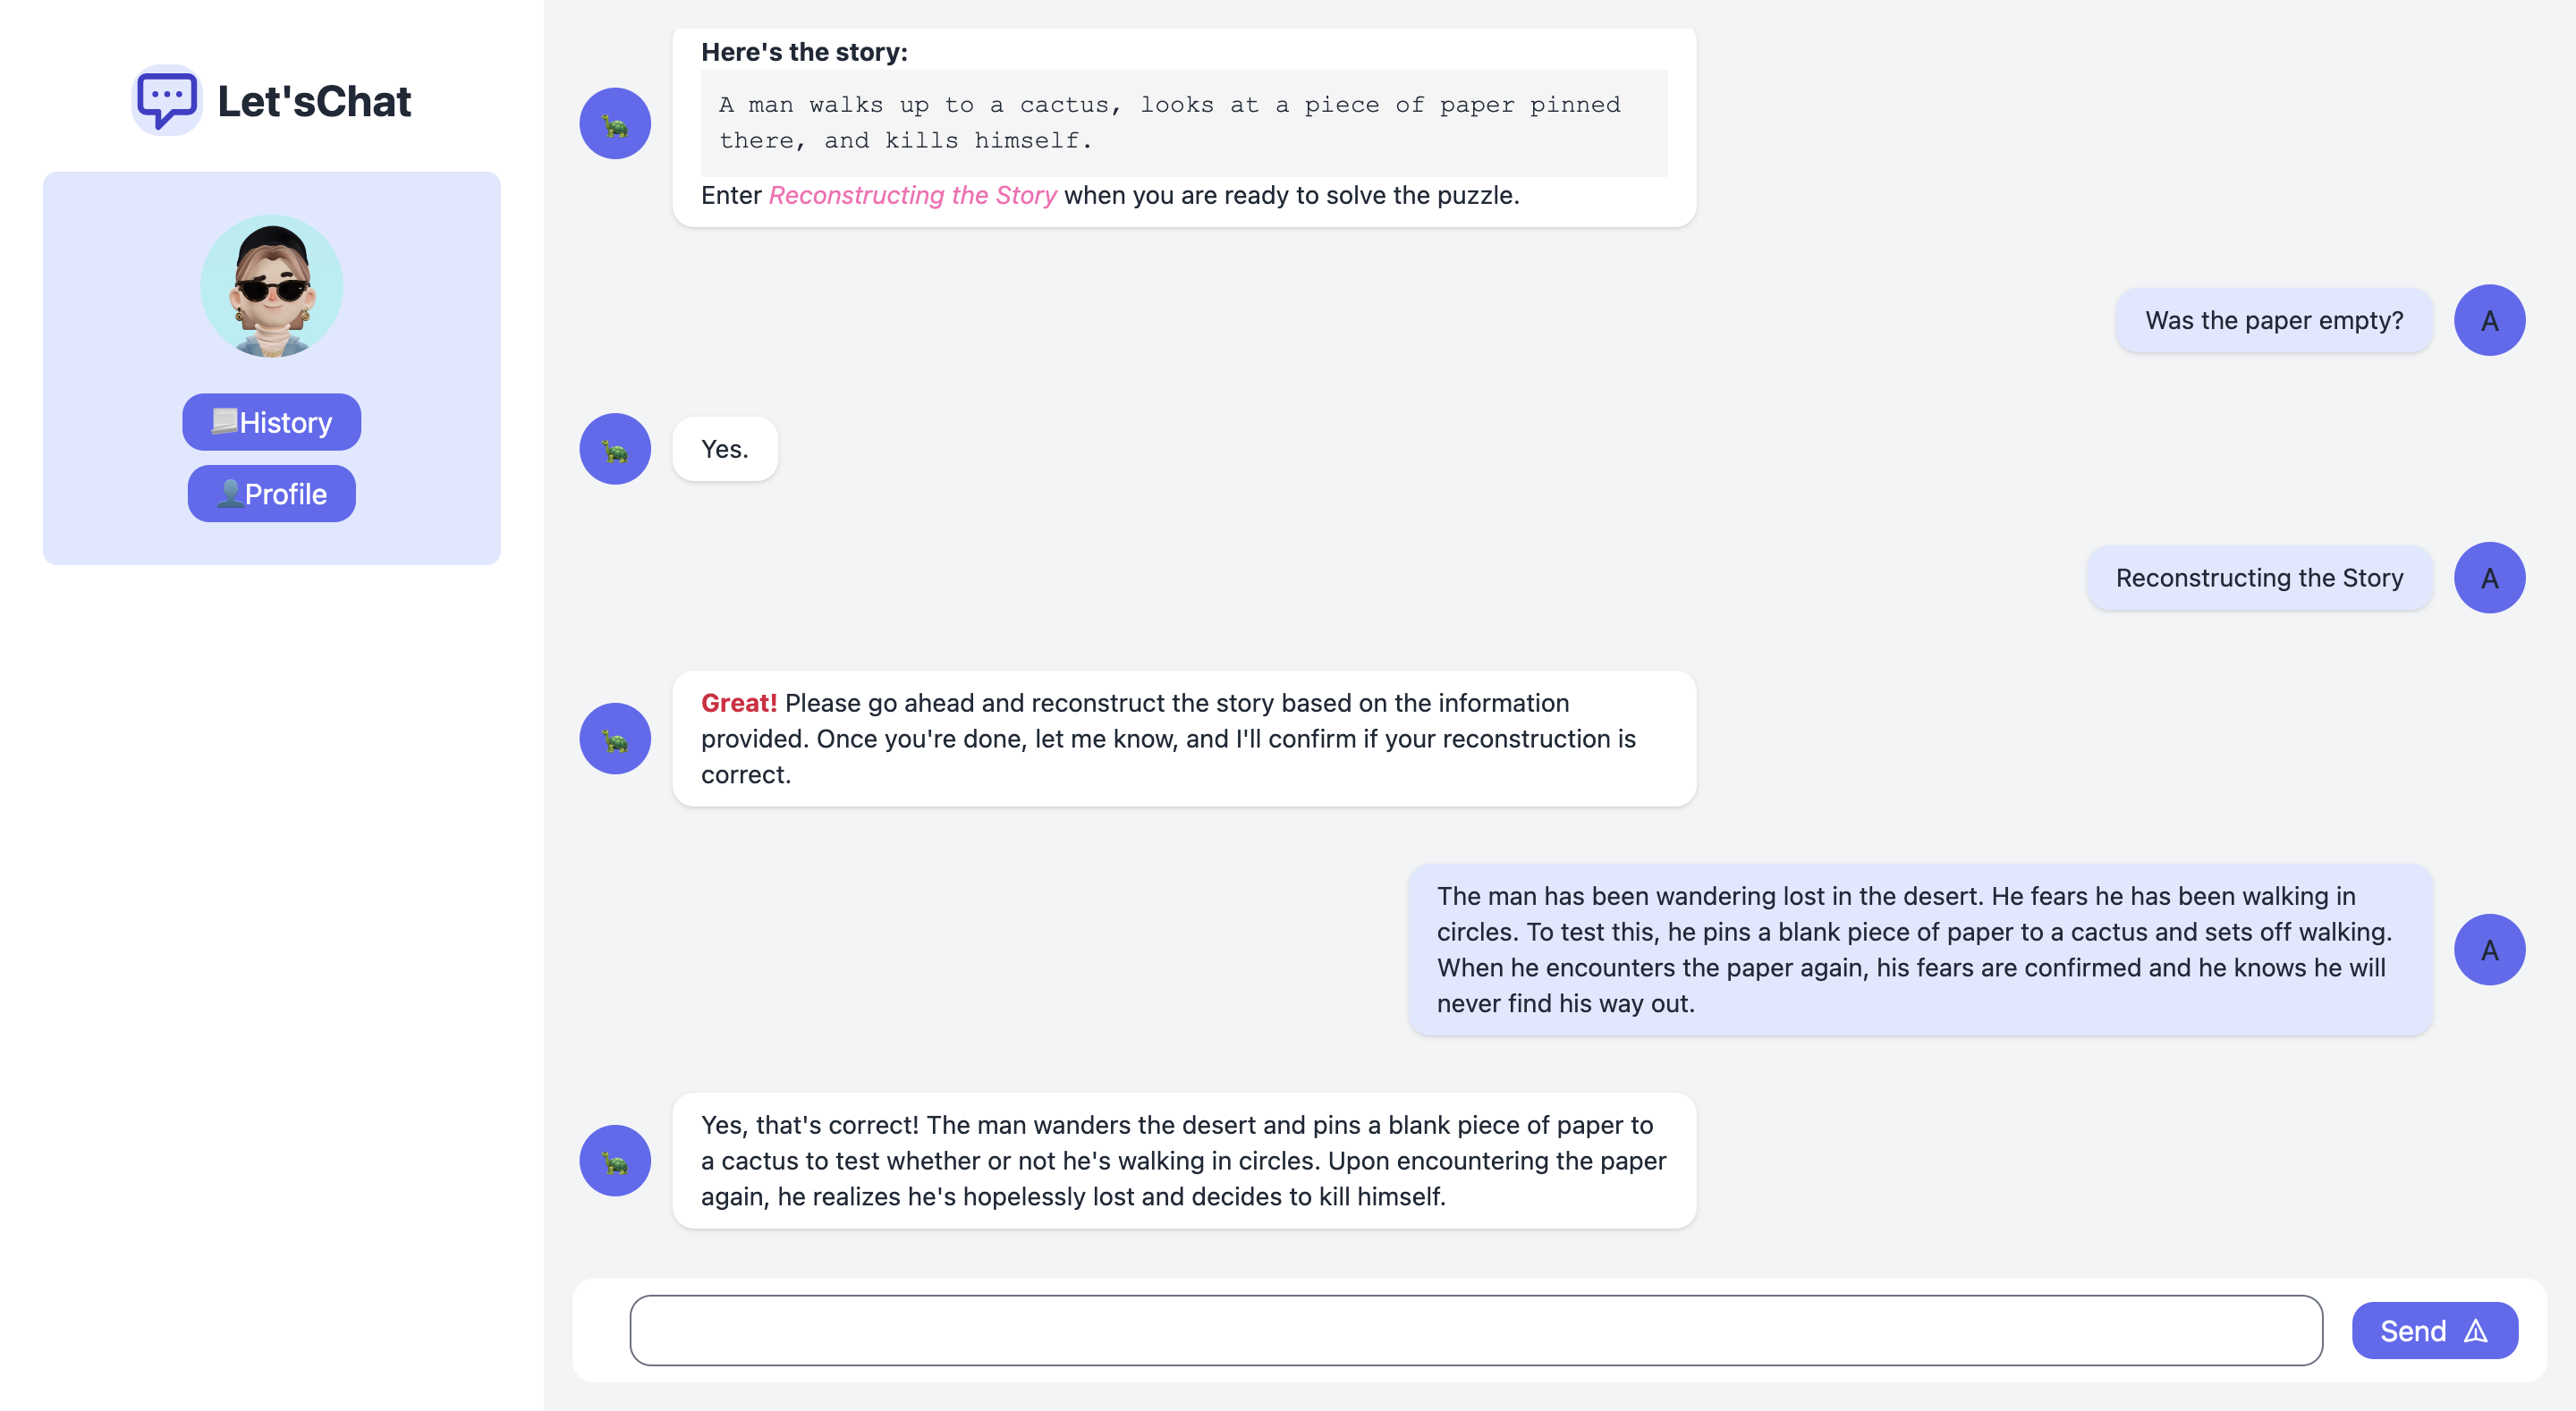 Let'sChat
History
Profile
Here's the story:
A man walks up to a cactus, looks at a piece of paper pinned
there, and kills himself.
Enter Reconstructing the Story when you are ready to solve the puzzle.
Was the paper empty?
A
Yes.
Reconstructing the Story
A
Great! Please go ahead and reconstruct the story based on the information
provided. Once you're done, let me know, and I'll confirm if your reconstruction is
correct.
The man has been wandering lost in the desert. He fears he has been walking in
circles. To test this, he pins a blank piece of paper to a cactus and sets off walking.
When he encounters the paper again, his fears are confirmed and he knows he will
never find his way out.
A
Yes, that's correct! The man wanders the desert and pins a blank piece of paper to
a cactus to test whether or not he's walking in circles. Upon encountering the paper
again, he realizes he's hopelessly lost and decides to kill himself.
Send